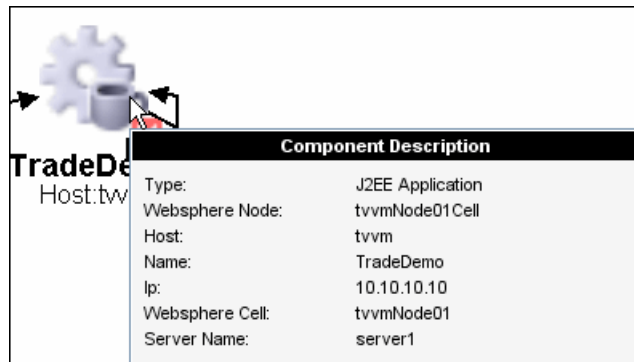 Component Description
TradeDe
Host:tvv
Type: J2EE Application
Websphere Node: tvvmNode01Cell
Host: tvvm
Name: TradeDemo
Ip: 10.10.10.10
Websphere Cell: tvvmNode01
Server Name: server1